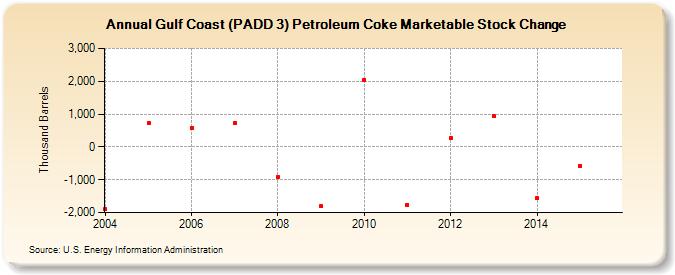 Annual Gulf Coast (PADD 3) Petroleum Coke Marketable Stock Change
Thousand Barrels
3,000
2,000
1,000
0
-1,000
-2,000
2004 2006 2008 2010 2012 2014
Source: U.S. Energy Information Administration